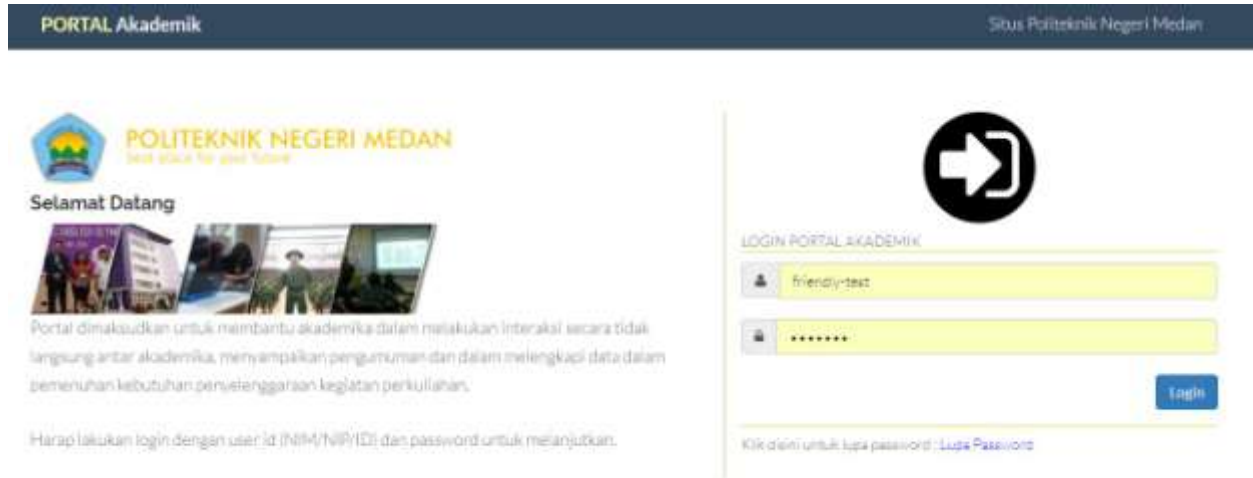 PORTAL Akademik
Situs Politeknik Negeri Medan
POLITEKNIK NEGERI MEDAN
best place for your future
Selamat Datang
Portal dimaksudkan untuk membantu akademika dalam melakukan interaksi secara tidak
langsung antar akademika, menyampaikan pengumuman dan dalam melengkapi data dalam
pemenuhan kebutuhan penyelenggaraan kegiatan perkuliahan.
Harap lakukan login dengan user id (NIM/NIP/ID) dan password untuk melanjutkan.
LOGIN PORTAL AKADEMIK
friendly-test
•••••••
Login
Klik disini untuk lupa password : Lupa Password